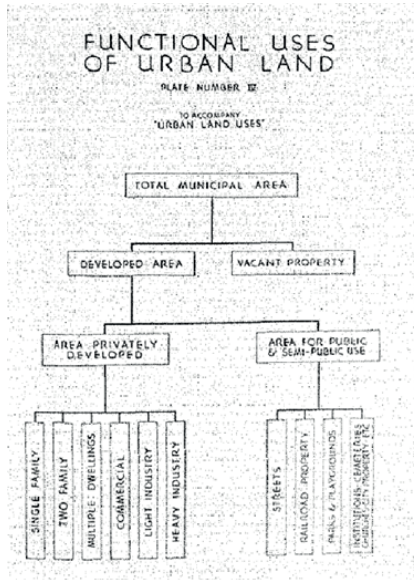 FUNCTIONAL USES
OF URBAN LAND
PLATE NUMBER IV
TO ACCOMPANY
"URBAN LAND USES"
TOTAL MUNICIPAL AREA
DEVELOPED AREA
VACANT PROPERTY
AREA PRIVATELY
DEVELOPED
AREA FOR PUBLIC
& SEMI-PUBLIC USE
SINGLE FAMILY
TWO FAMILY
MULTIPLE DWELLINGS
COMMERCIAL
LIGHT INDUSTRY
HEAVY INDUSTRY
STREETS
RAILROAD PROPERTY
PARKS & PLAYGROUNDS
INSTITUTIONS-CEMETERIES
CHURCHES-CITY PROPERTY ETC.